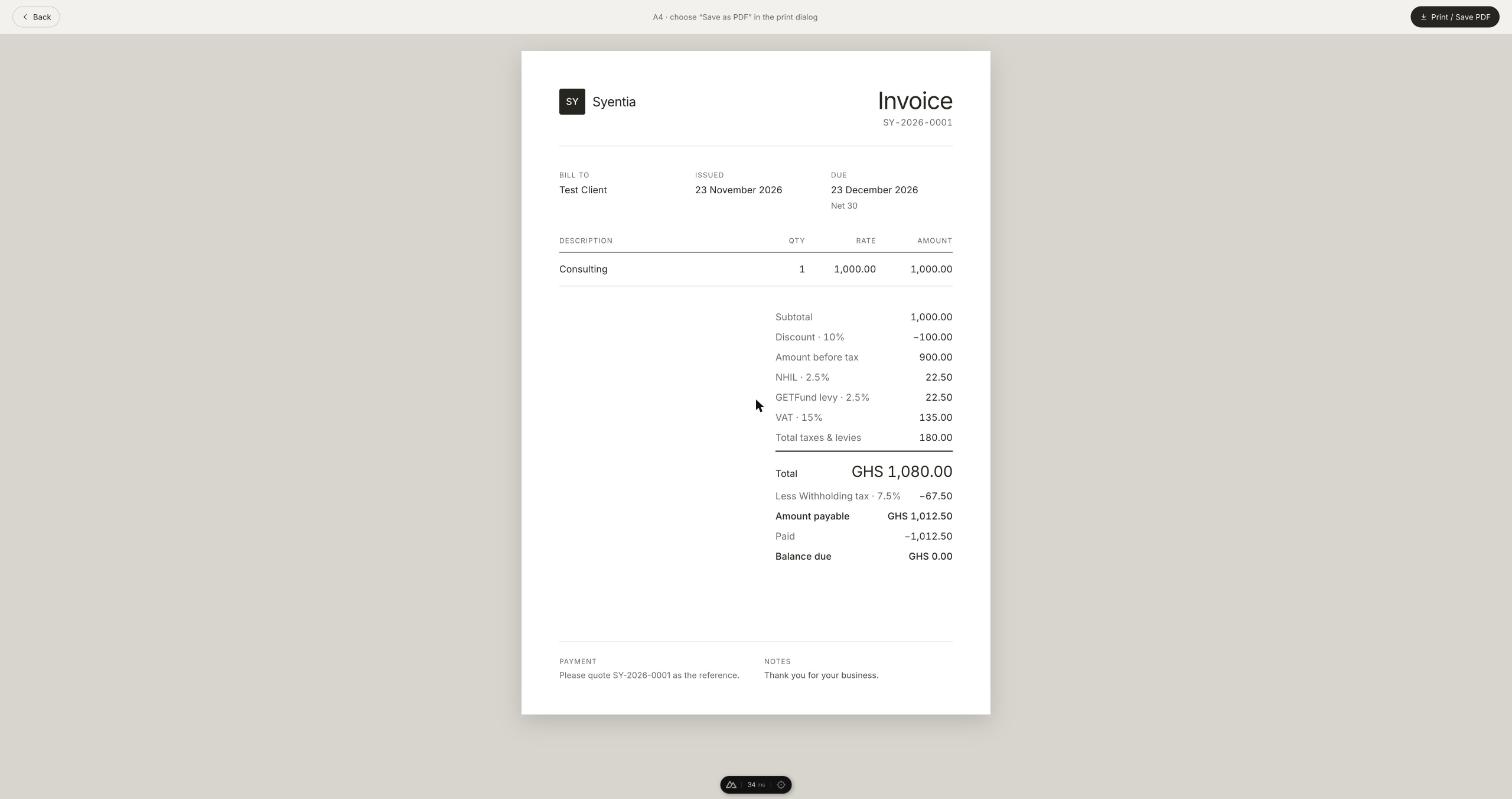 Back
A4 · choose “Save as PDF” in the print dialog
Print / Save PDF
SY
Syentia
Invoice
SY-2026-0001
BILL TO
Test Client
ISSUED
23 November 2026
DUE
23 December 2026
Net 30
DESCRIPTION QTY RATE AMOUNT
Consulting 1 1,000.00 1,000.00
Subtotal 1,000.00
Discount · 10% −100.00
Amount before tax 900.00
NHIL · 2.5% 22.50
GETFund levy · 2.5% 22.50
VAT · 15% 135.00
Total taxes & levies 180.00
Total GHS 1,080.00
Less Withholding tax · 7.5% −67.50
Amount payable GHS 1,012.50
Paid −1,012.50
Balance due GHS 0.00
PAYMENT
Please quote SY-2026-0001 as the reference.
NOTES
Thank you for your business.
34